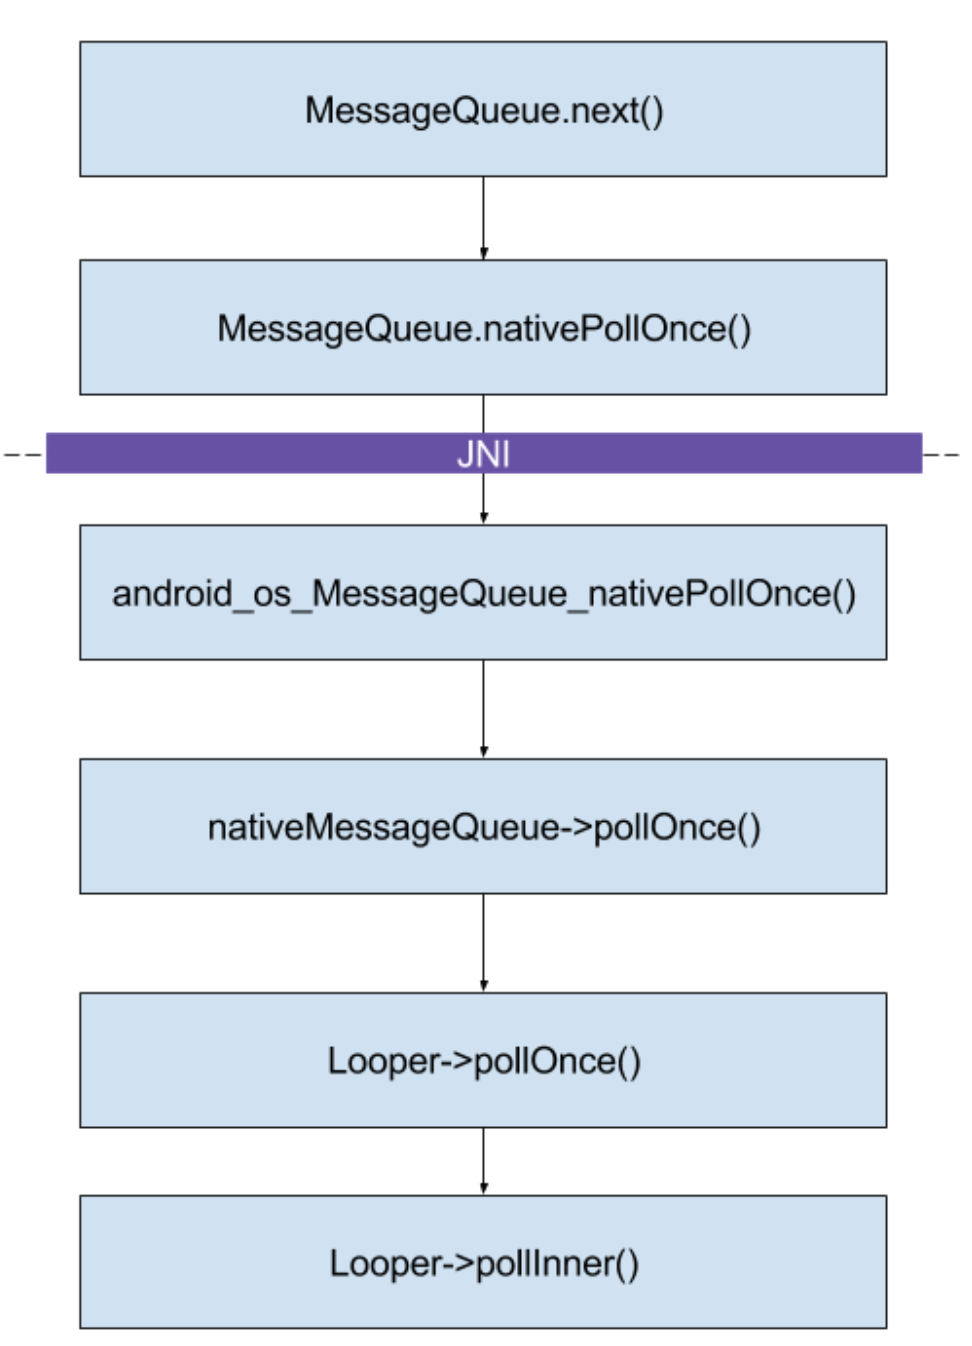 MessageQueue.next()
MessageQueue.nativePollOnce()
JNI
android_os_MessageQueue_nativePollOnce()
nativeMessageQueue->pollOnce()
Looper->pollOnce()
Looper->pollInner()